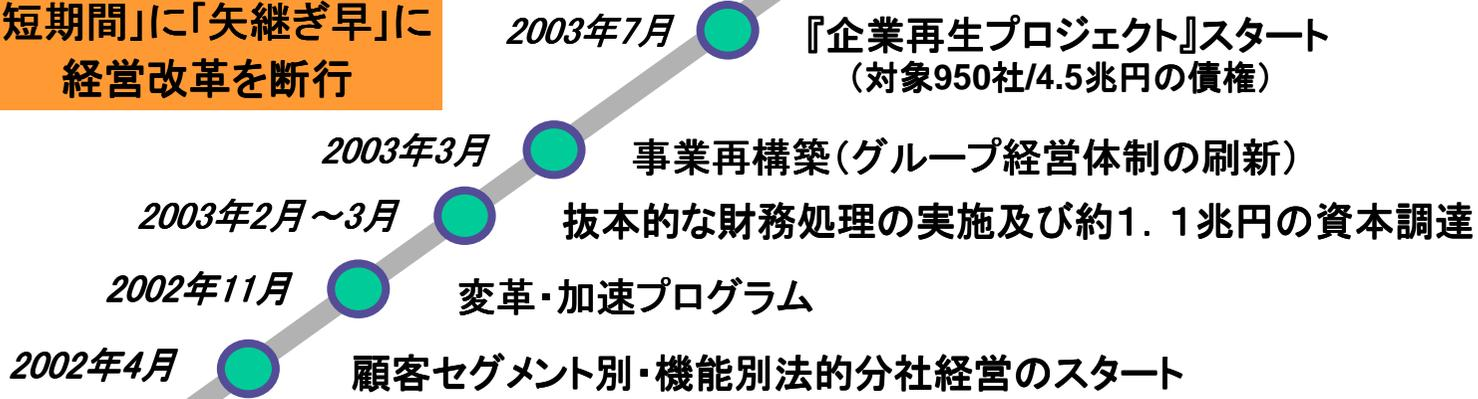 短期間」に「矢継ぎ早」に
経営改革を断行
2003年7月
『企業再生プロジェクト』スタート
（対象950社/4.5兆円の債権）
2003年3月
事業再構築（グループ経営体制の刷新）
2003年2月～3月
抜本的な財務処理の実施及び約１．１兆円の資本調達
2002年11月
変革・加速プログラム
2002年4月
顧客セグメント別・機能別法的分社経営のスタート